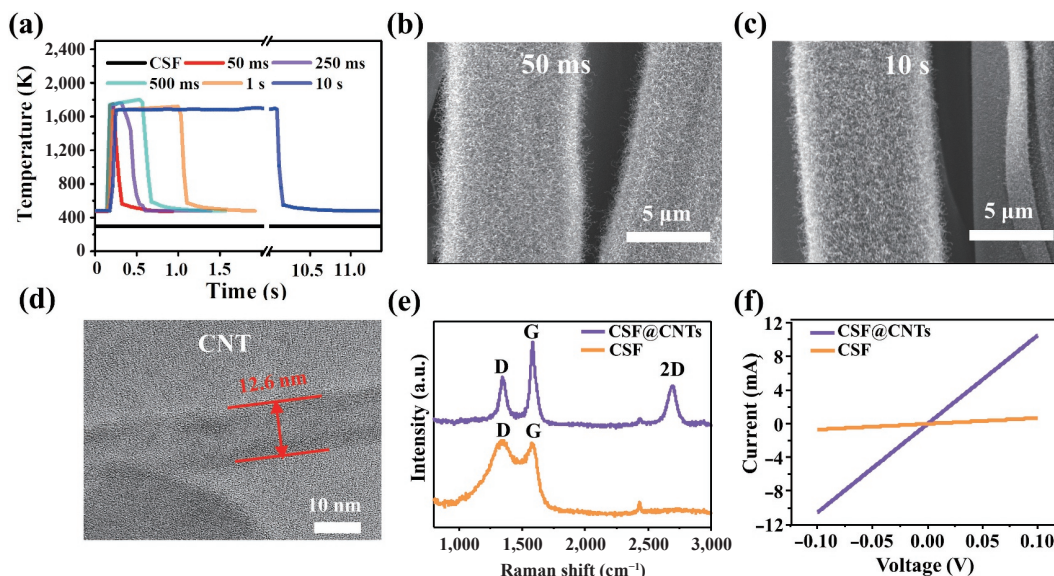 (a)
2,400
2,000
1,600
1,200
800
400
0
Temperature (K)
CSF 50 ms 250 ms
500 ms 1 s 10 s
0 0.5 1.0 1.5 10.5 11.0
Time (s)
(b)
50 ms
5 µm
(c)
10 s
5 µm
(d)
CNT
12.6 nm
10 nm
(e)
Intensity (a.u.)
CSF@CNTs
CSF
D G 2D
D G
1,000 1,500 2,000 2,500 3,000
Raman shift (cm⁻¹)
(f)
Current (mA)
12
8
4
0
−4
−8
−12
CSF@CNTs
CSF
−0.10 −0.05 0.00 0.05 0.10
Voltage (V)